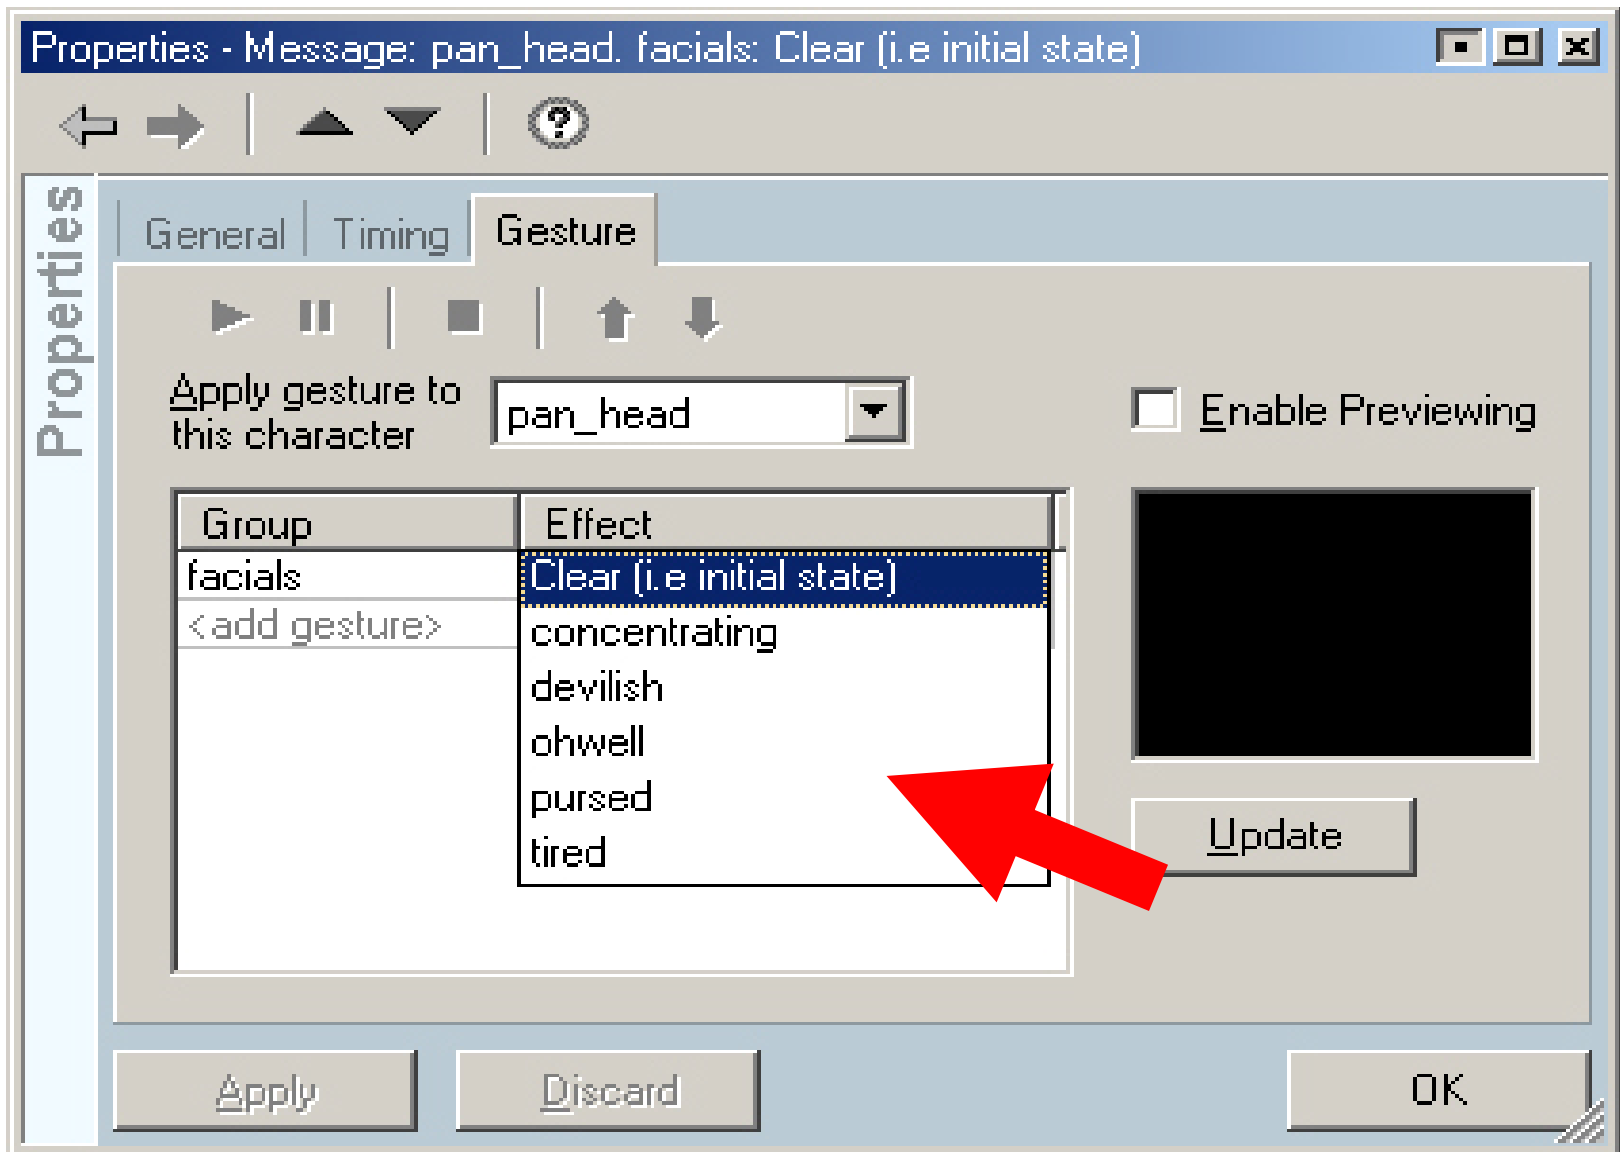 Properties - Message: pan_head. facials: Clear (i.e initial state)
?
Properties
General
Timing
Gesture
Apply gesture to
this character
pan_head
Enable Previewing
Group
Effect
facials
Clear (i.e initial state)
<add gesture>
concentrating
devilish
ohwell
pursed
tired
Update
Apply
Discard
OK